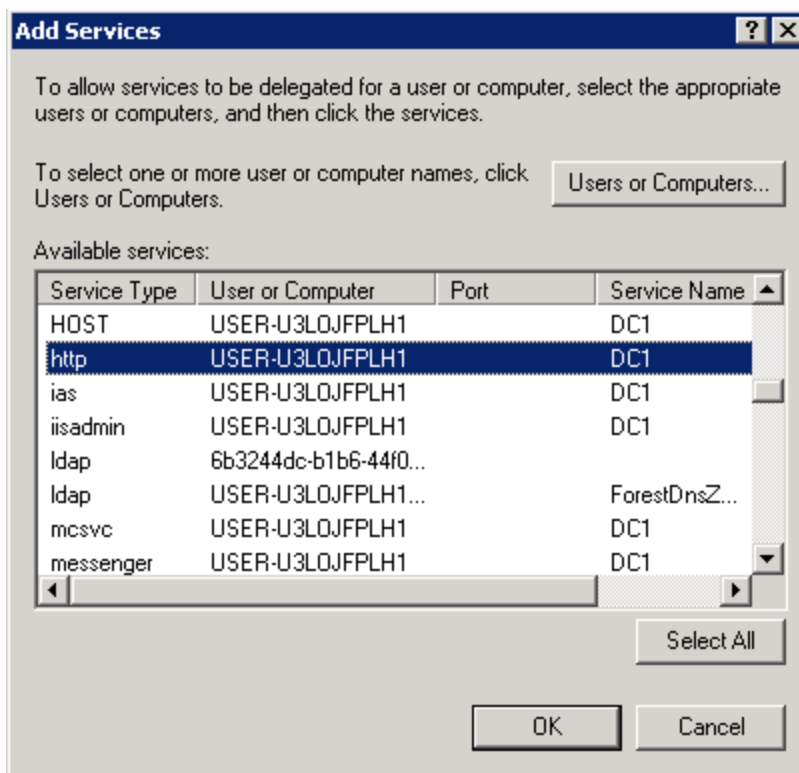 Add Services
To allow services to be delegated for a user or computer, select the appropriate
users or computers, and then click the services.
To select one or more user or computer names, click
Users or Computers.
Users or Computers...
Available services:
Service Type User or Computer Port Service Name
HOST USER-U3LOJFPLH1 DC1
http USER-U3LOJFPLH1 DC1
ias USER-U3LOJFPLH1 DC1
iisadmin USER-U3LOJFPLH1 DC1
ldap 6b3244dc-b1b6-44f0...
ldap USER-U3LOJFPLH1... ForestDnsZ...
mcsvc USER-U3LOJFPLH1 DC1
messenger USER-U3LOJFPLH1 DC1
Select All
OK Cancel